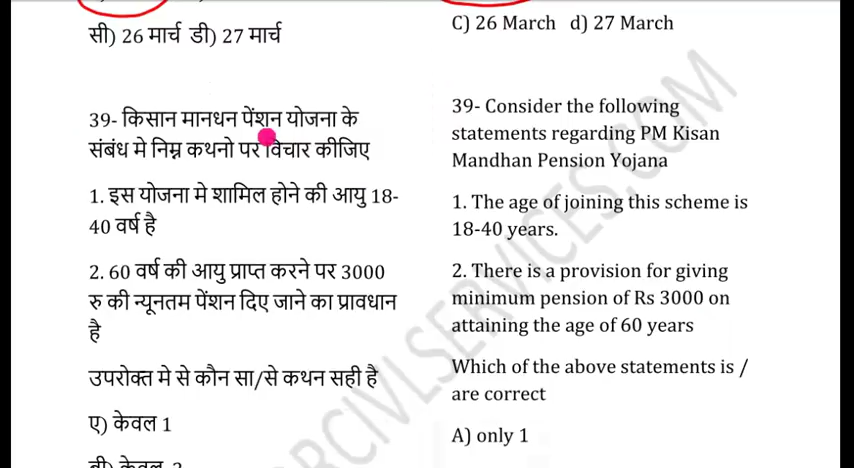 सी) 26 मार्च डी) 27 मार्च
39- किसान मानधन पेंशन योजना के
संबंध मे निम्न कथनो पर विचार कीजिए
1. इस योजना मे शामिल होने की आयु 18-
40 वर्ष है
2. 60 वर्ष की आयु प्राप्त करने पर 3000
रु की न्यूनतम पेंशन दिए जाने का प्रावधान
है
उपरोक्त मे से कौन सा/से कथन सही है
ए) केवल 1
बी) केवल 2
C) 26 March d) 27 March
39- Consider the following
statements regarding PM Kisan
Mandhan Pension Yojana
1. The age of joining this scheme is
18-40 years.
2. There is a provision for giving
minimum pension of Rs 3000 on
attaining the age of 60 years
Which of the above statements is /
are correct
A) only 1
RCIVLSERVICES.COM